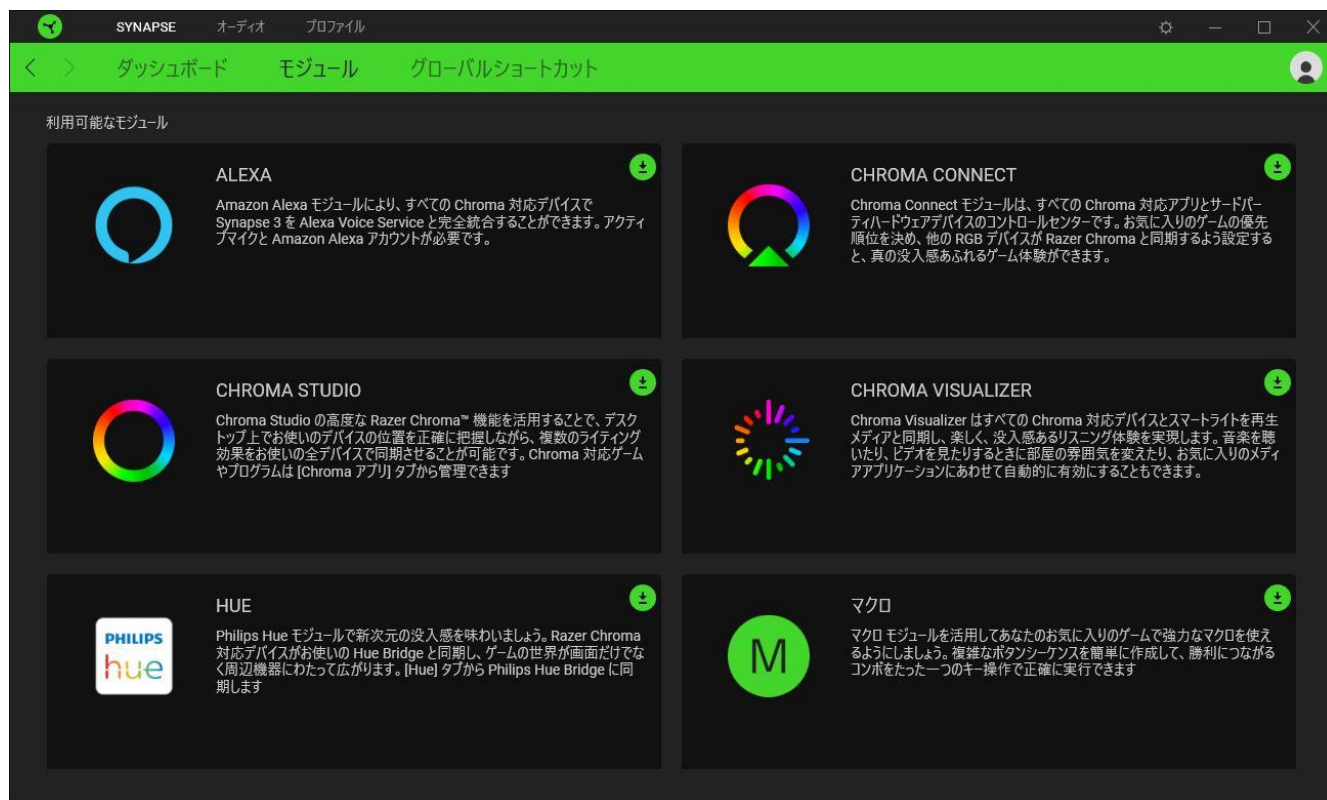 SYNAPSE オーディオ プロファイル
ダッシュボード モジュール グローバルショートカット
利用可能なモジュール
ALEXA
Amazon Alexa モジュールにより、すべての Chroma 対応デバイスで
Synapse 3 を Alexa Voice Service と完全統合することができます。アクティ
ブマイクと Amazon Alexa アカウントが必要です。
CHROMA CONNECT
Chroma Connect モジュールは、すべての Chroma 対応アプリとサードパー
ティハードウェアデバイスのコントロールセンターです。お気に入りのゲームの優先
順位を決め、他の RGB デバイスが Razer Chroma と同期するよう設定する
と、真の没入感あふれるゲーム体験ができます。
CHROMA STUDIO
Chroma Studio の高度な Razer Chroma™ 機能を活用することで、デスク
トップ上でお使いのデバイスの位置を正確に把握しながら、複数のライティング
効果をお使いの全デバイスで同期させることが可能です。Chroma 対応ゲーム
やプログラムは [Chroma アプリ] タブから管理できます
CHROMA VISUALIZER
Chroma Visualizer はすべての Chroma 対応デバイスとスマートライトを再生
メディアと同期し、楽しく、没入感あるリスニング体験を実現します。音楽を聴
いたり、ビデオを見たりするときに部屋の雰囲気を変えたり、お気に入りのメディ
アアプリケーションにあわせて自動的に有効にすることもできます。
PHILIPS
hue
HUE
Philips Hue モジュールで新次元の没入感を味わいましょう。Razer Chroma
対応デバイスがお使いの Hue Bridge と同期し、ゲームの世界が画面だけでな
く周辺機器にわたって広がります。[Hue] タブから Philips Hue Bridge に同
期します
M
マクロ
マクロ モジュールを活用してあなたのお気に入りのゲームで強力なマクロを使え
るようにしましょう。複雑なボタンシーケンスを簡単に作成して、勝利につながる
コンボをたった一つのキー操作で正確に実行できます